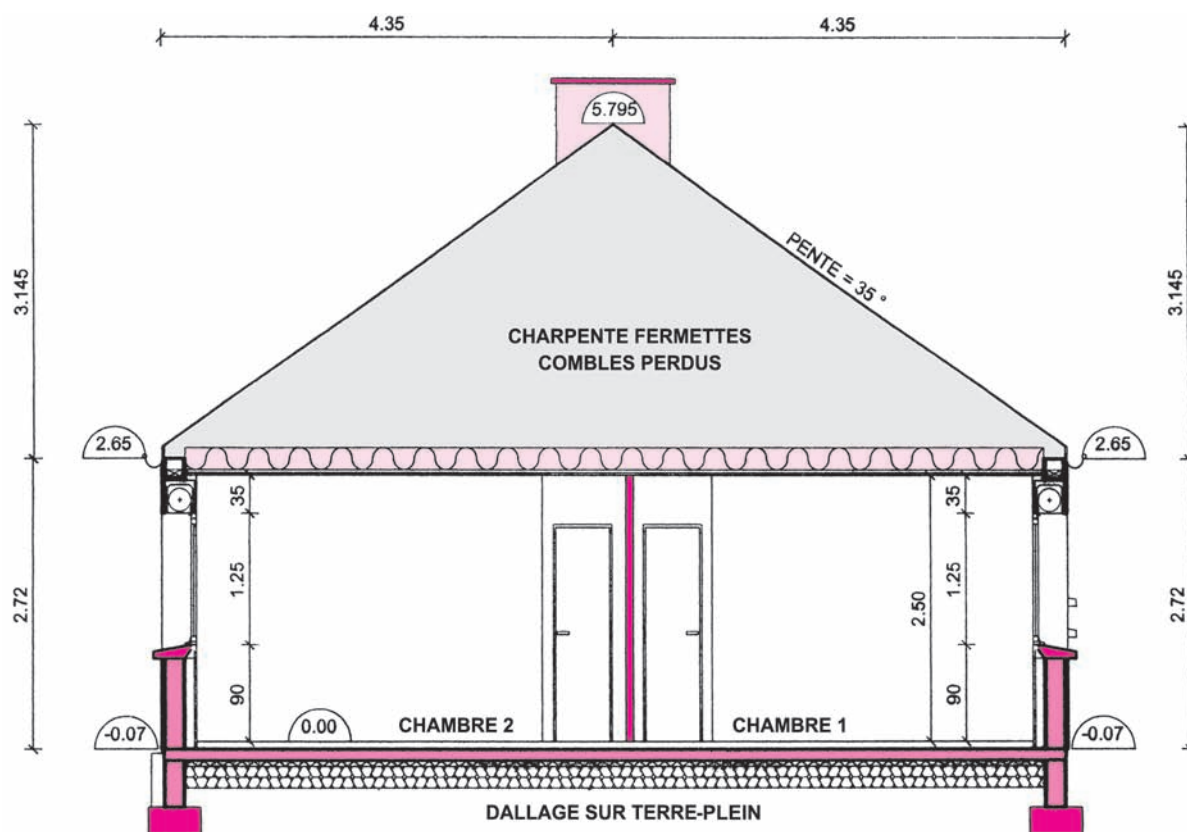 4.35 4.35
5.795
3.145 PENTE = 35 ° 3.145
CHARPENTE FERMETTES
COMBLES PERDUS
2.65 2.65
35 35
2.72 1.25 2.50 1.25 2.72
90 90
-0.07 0.00 CHAMBRE 2 CHAMBRE 1 -0.07
DALLAGE SUR TERRE-PLEIN